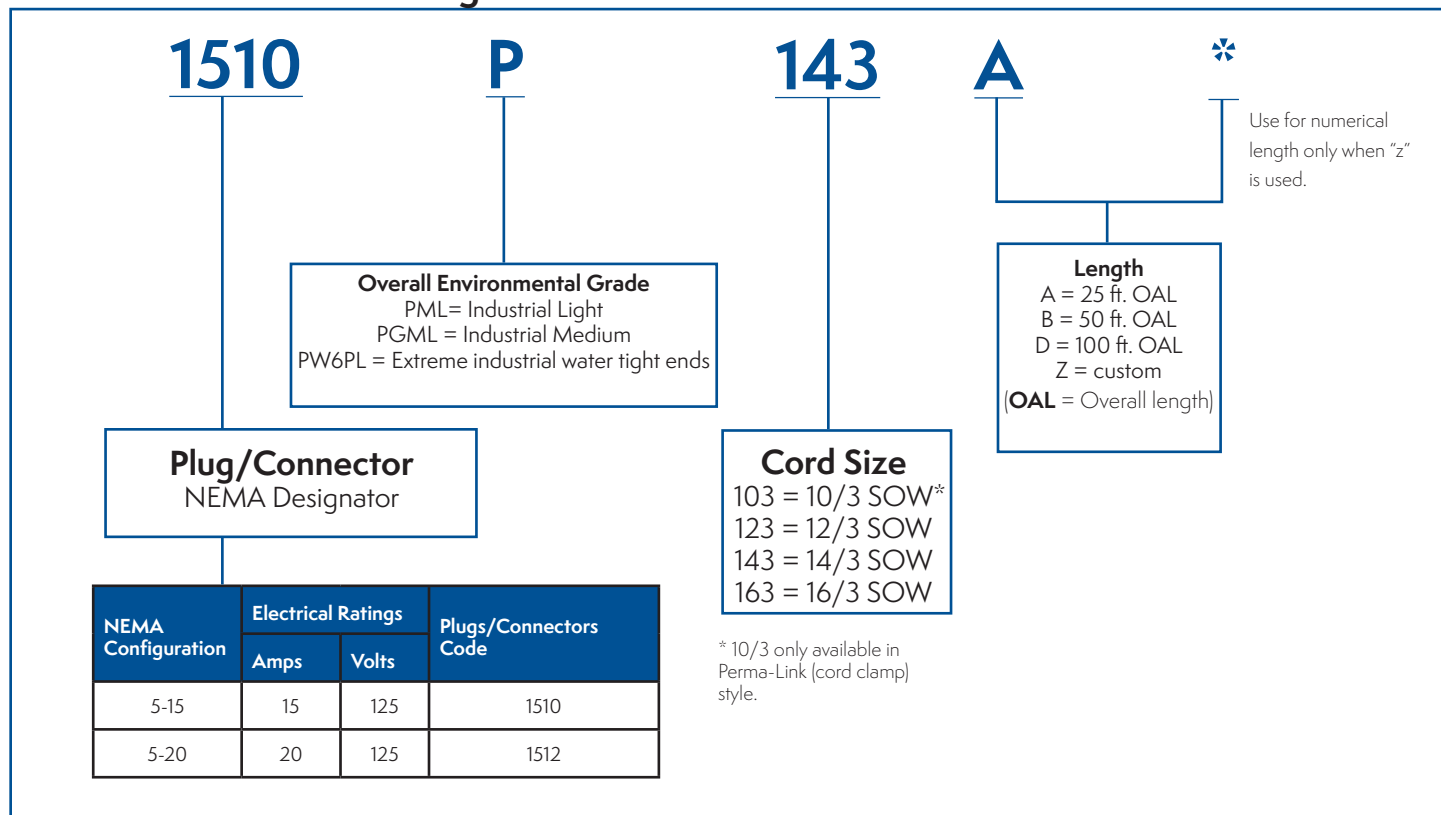 1510 P 143 A *
Use for numerical
length only when “z”
is used.
Overall Environmental Grade
PML= Industrial Light
PGML = Industrial Medium
PW6PL = Extreme industrial water tight ends
Length
A = 25 ft. OAL
B = 50 ft. OAL
D = 100 ft. OAL
Z = custom
(OAL = Overall length)
Plug/Connector
NEMA Designator
Cord Size
103 = 10/3 SOW*
123 = 12/3 SOW
143 = 14/3 SOW
163 = 16/3 SOW
* 10/3 only available in
Perma-Link (cord clamp)
style.
NEMA
Configuration
Electrical Ratings
Amps Volts
Plugs/Connectors
Code
5-15 15 125 1510
5-20 20 125 1512